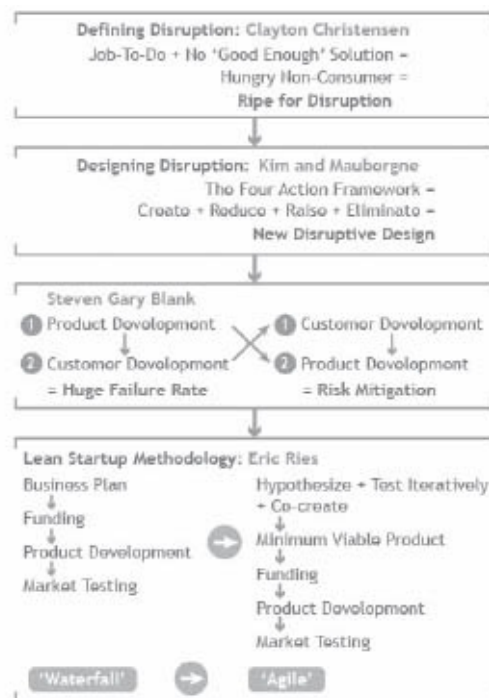 Defining Disruption: Clayton Christensen
Job-To-Do + No 'Good Enough' Solution =
Hungry Non-Consumer =
Ripe for Disruption
Designing Disruption: Kim and Mauborgne
The Four Action Framework =
Create + Reduce + Raise + Eliminate =
New Disruptive Design
Steven Gary Blank
1 Product Development
2 Customer Development
= Huge Failure Rate
1 Customer Development
2 Product Development
= Risk Mitigation
Lean Startup Methodology: Eric Ries
Business Plan
Funding
Product Development
Market Testing
Hypothesize + Test Iteratively
+ Co-create
Minimum Viable Product
Funding
Product Development
Market Testing
'Waterfall'
'Agile'